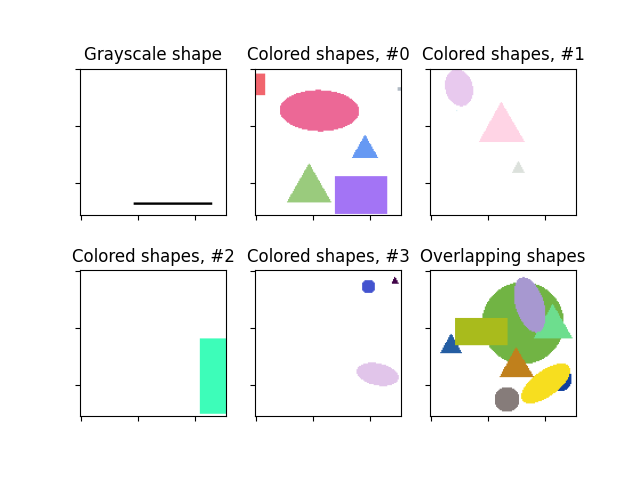 Grayscale shape
Colored shapes, #0
Colored shapes, #1
Colored shapes, #2
Colored shapes, #3
Overlapping shapes